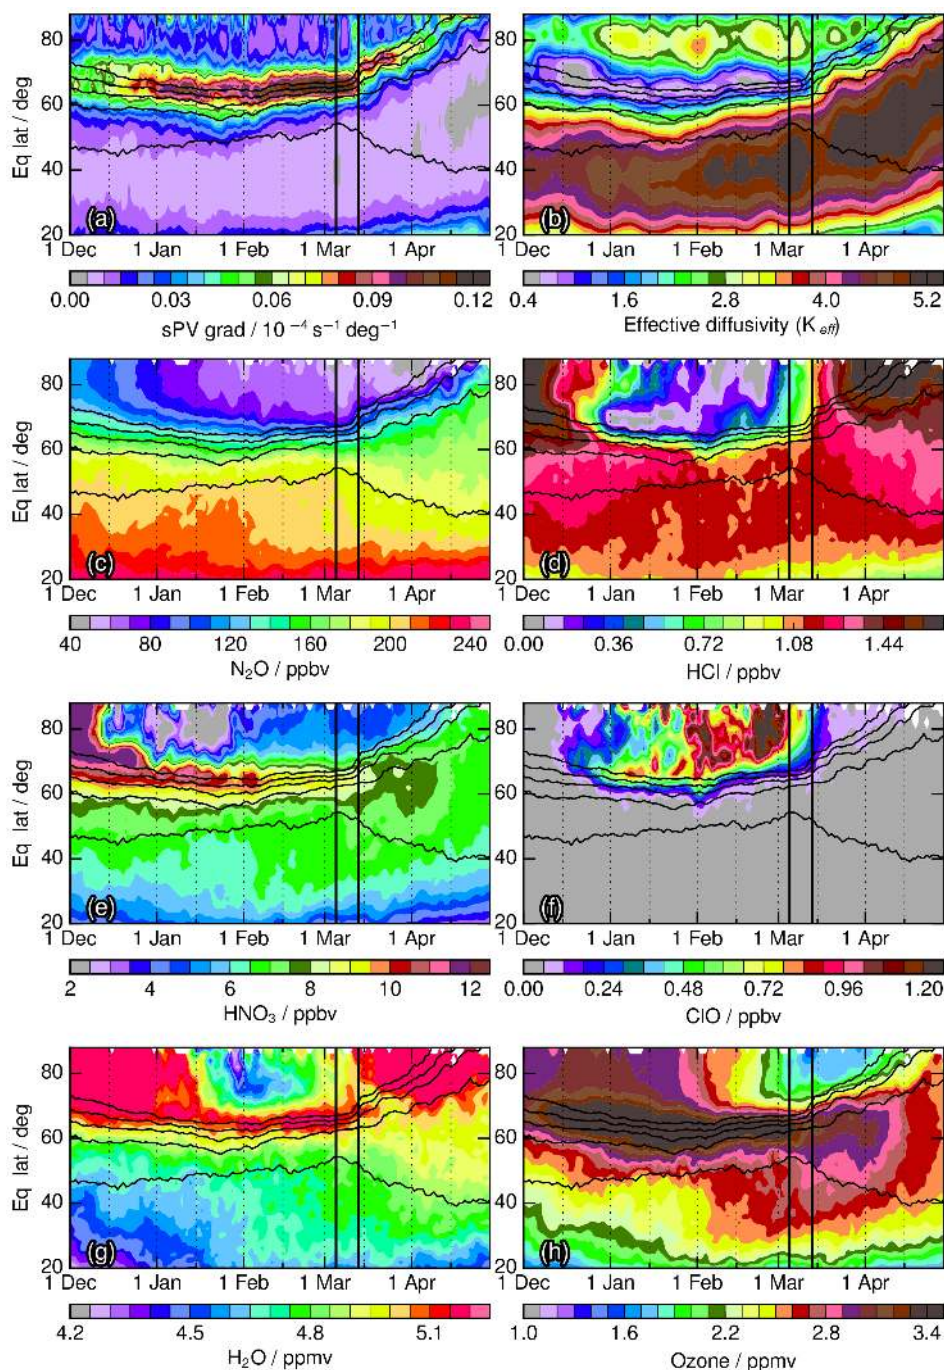 80
60
40
20
Eq lat / deg
(a)
1 Dec 1 Jan 1 Feb 1 Mar 1 Apr
0.00 0.03 0.06 0.09 0.12
sPV grad / 10⁻⁴ s⁻¹ deg⁻¹
80
60
40
20
(b)
1 Dec 1 Jan 1 Feb 1 Mar 1 Apr
0.4 1.6 2.8 4.0 5.2
Effective diffusivity (K eff)
80
60
40
20
Eq lat / deg
(c)
1 Dec 1 Jan 1 Feb 1 Mar 1 Apr
40 80 120 160 200 240
N₂O / ppbv
80
60
40
20
(d)
1 Dec 1 Jan 1 Feb 1 Mar 1 Apr
0.00 0.36 0.72 1.08 1.44
HCl / ppbv
80
60
40
20
Eq lat / deg
(e)
1 Dec 1 Jan 1 Feb 1 Mar 1 Apr
2 4 6 8 10 12
HNO₃ / ppbv
80
60
40
20
(f)
1 Dec 1 Jan 1 Feb 1 Mar 1 Apr
0.00 0.24 0.48 0.72 0.96 1.20
ClO / ppbv
80
60
40
20
Eq lat / deg
(g)
1 Dec 1 Jan 1 Feb 1 Mar 1 Apr
4.2 4.5 4.8 5.1
H₂O / ppmv
80
60
40
20
(h)
1 Dec 1 Jan 1 Feb 1 Mar 1 Apr
1.0 1.6 2.2 2.8 3.4
Ozone / ppmv